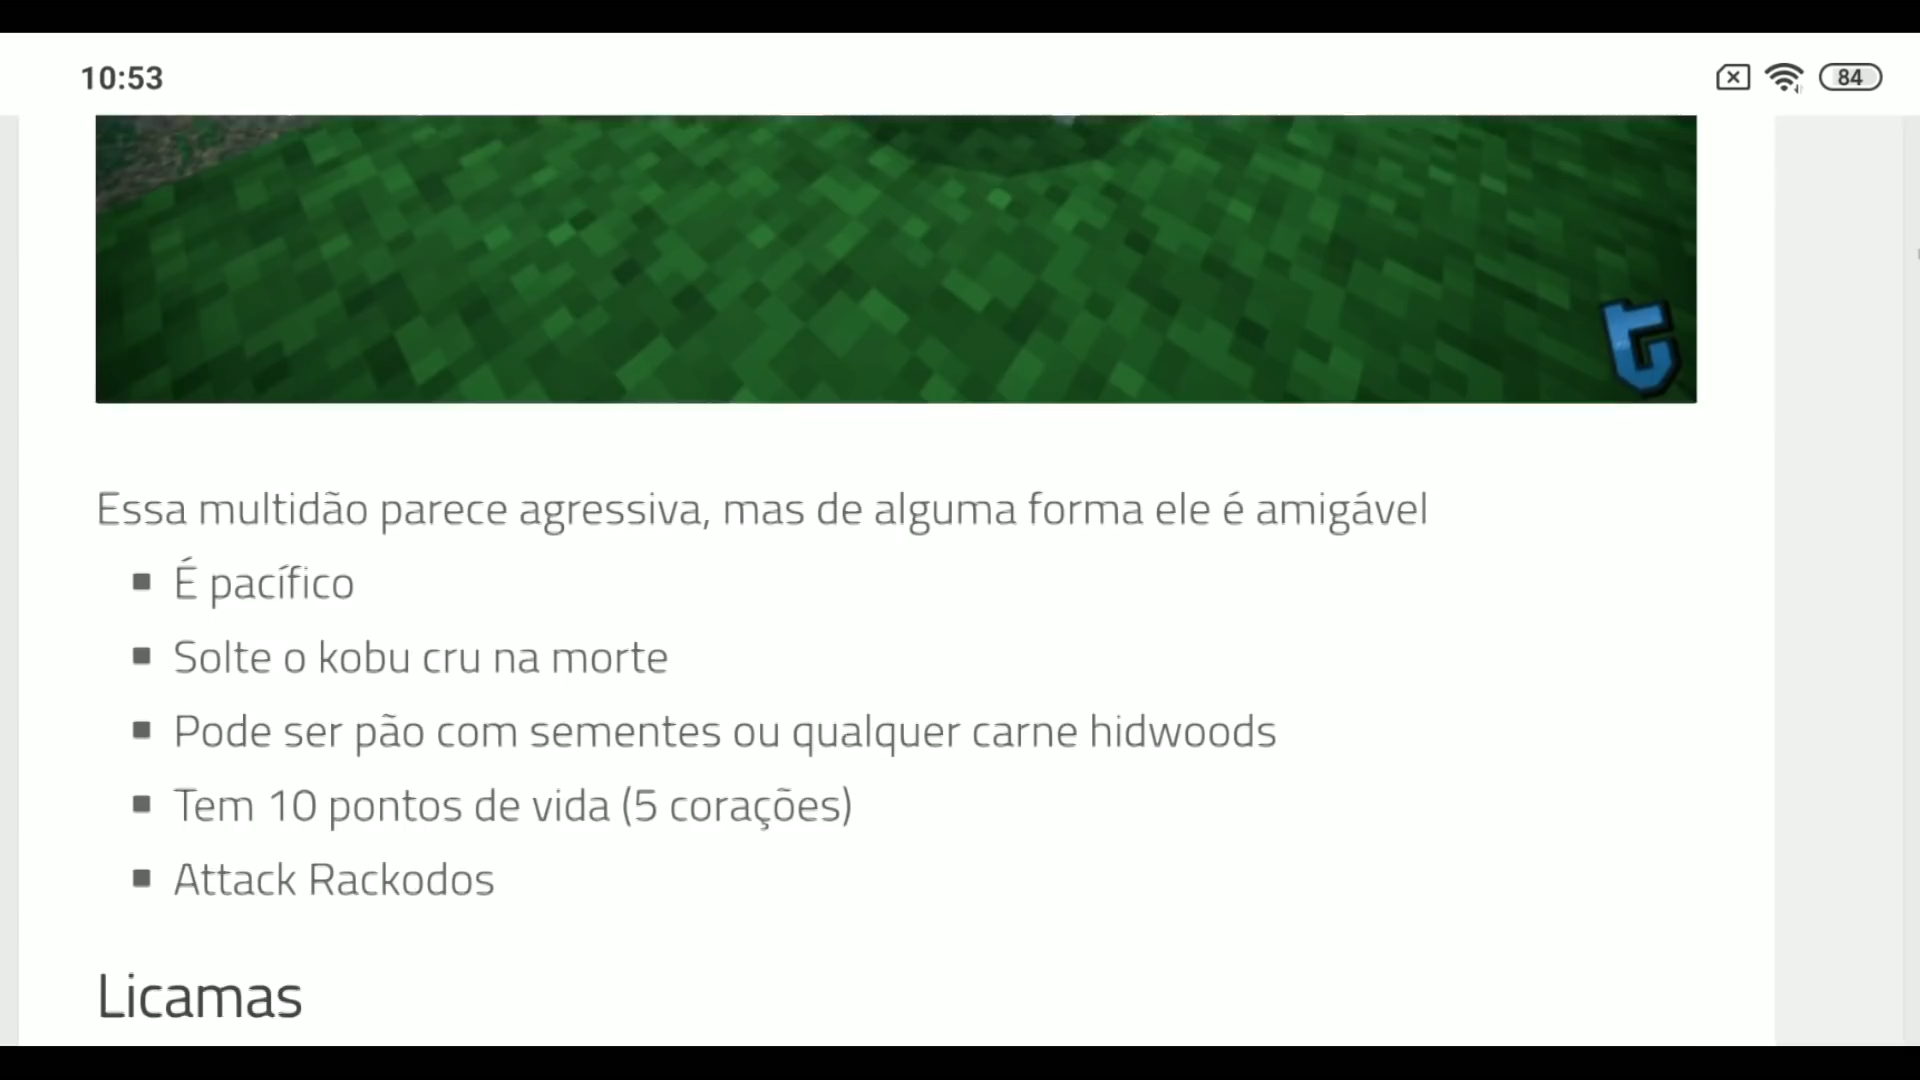 10:53
84
Essa multidão parece agressiva, mas de alguma forma ele é amigável
É pacífico
Solte o kobu cru na morte
Pode ser pão com sementes ou qualquer carne hidwoods
Tem 10 pontos de vida (5 corações)
Attack Rackodos
Licamas